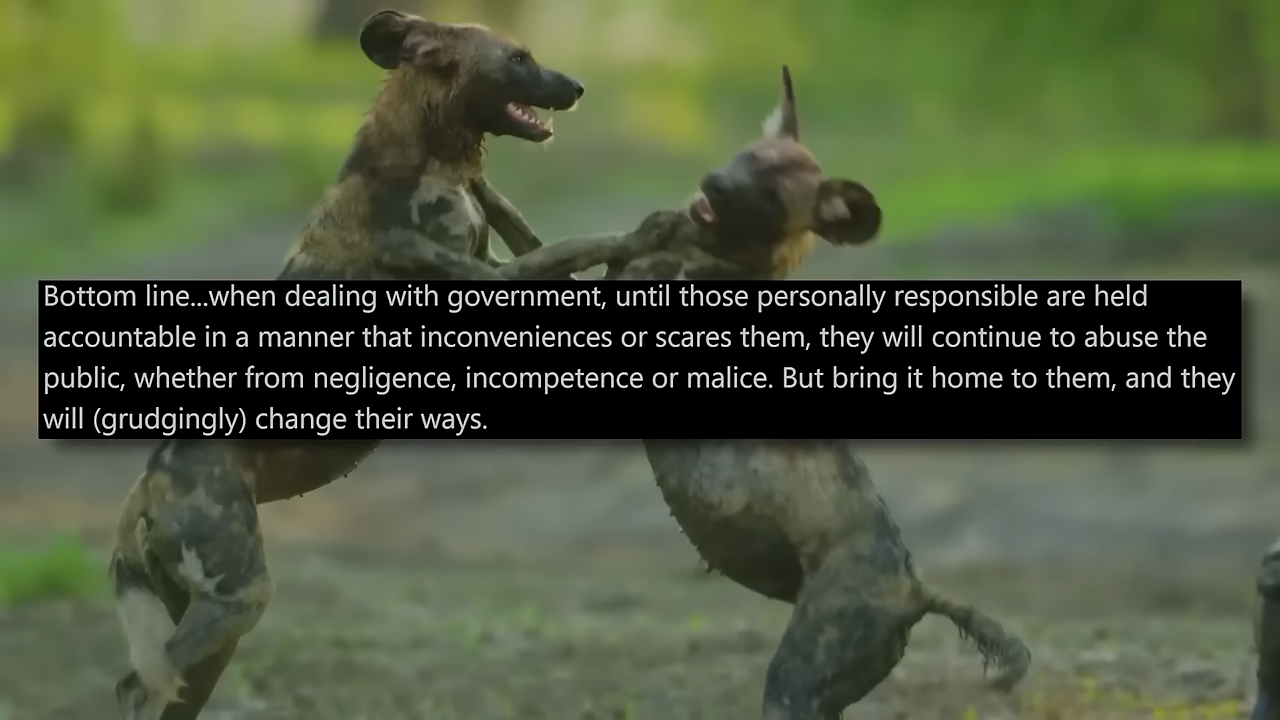 Bottom line...when dealing with government, until those personally responsible are held
accountable in a manner that inconveniences or scares them, they will continue to abuse the
public, whether from negligence, incompetence or malice. But bring it home to them, and they
will (grudgingly) change their ways.